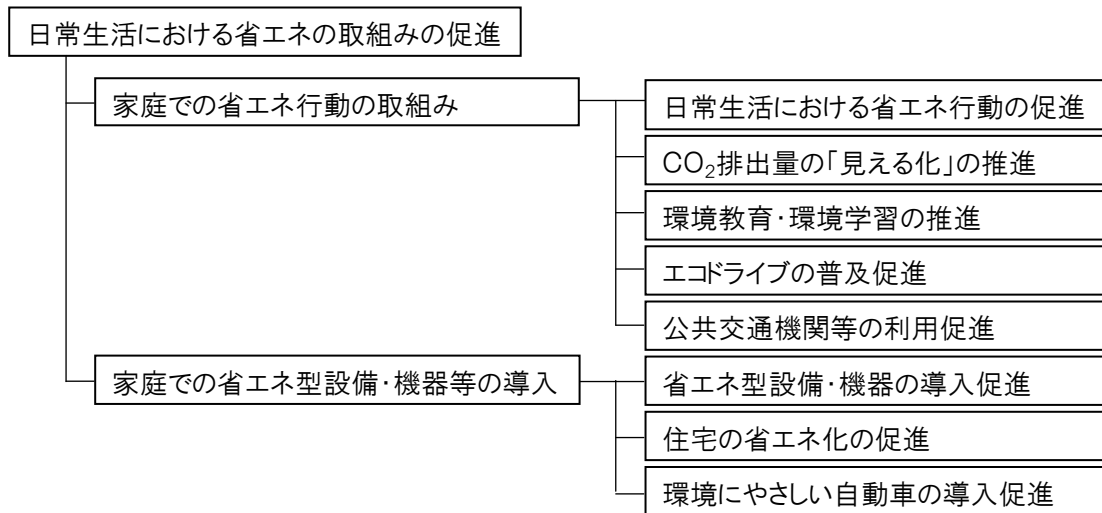 日常生活における省エネの取組みの促進
家庭での省エネ行動の取組み
日常生活における省エネ行動の促進
CO₂排出量の「見える化」の推進
環境教育・環境学習の推進
エコドライブの普及促進
公共交通機関等の利用促進
家庭での省エネ型設備・機器等の導入
省エネ型設備・機器の導入促進
住宅の省エネ化の促進
環境にやさしい自動車の導入促進